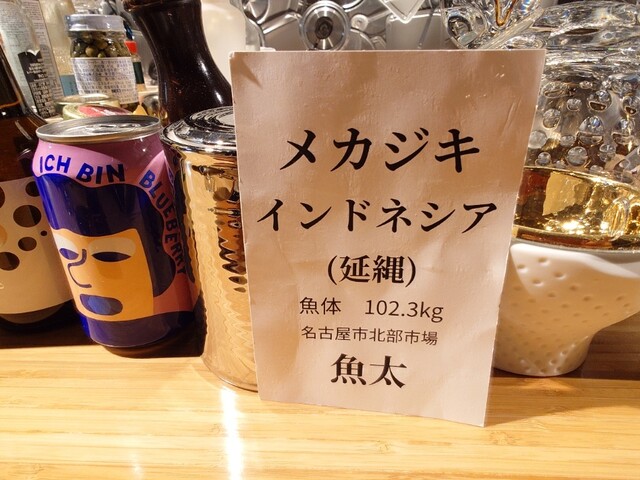 ICH BIN BLUEBERRY
メカジキ
インドネシア
(延縄)
魚体 102.3kg
名古屋市北部市場
魚太